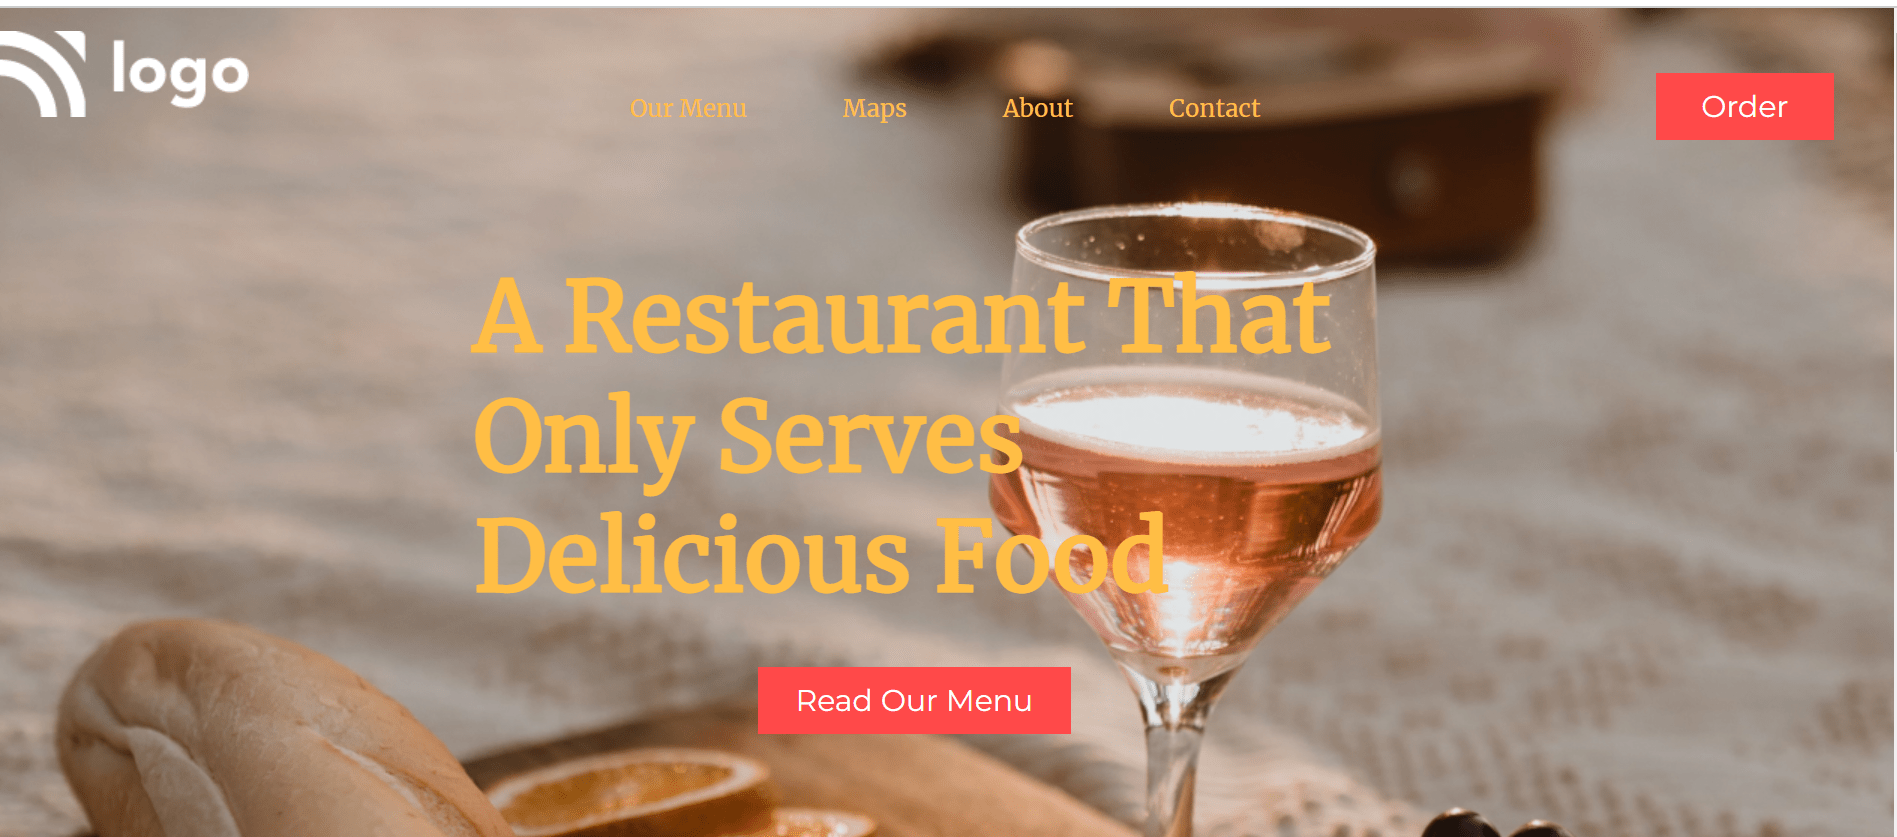 logo
Our Menu
Maps
About
Contact
Order
A Restaurant That
Only Serves
Delicious Food
Read Our Menu